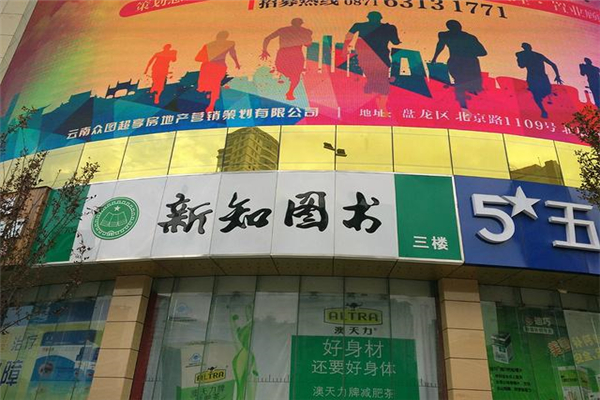 招募热线 0871 63131771
云南众图超享房地产营销策划有限公司
地址: 盘龙区 北京路1109号
新知图书
三楼
5★五
ALTRA
澳天力
好身材
还要好身体
澳天力牌减肥茶
ALTRA
障